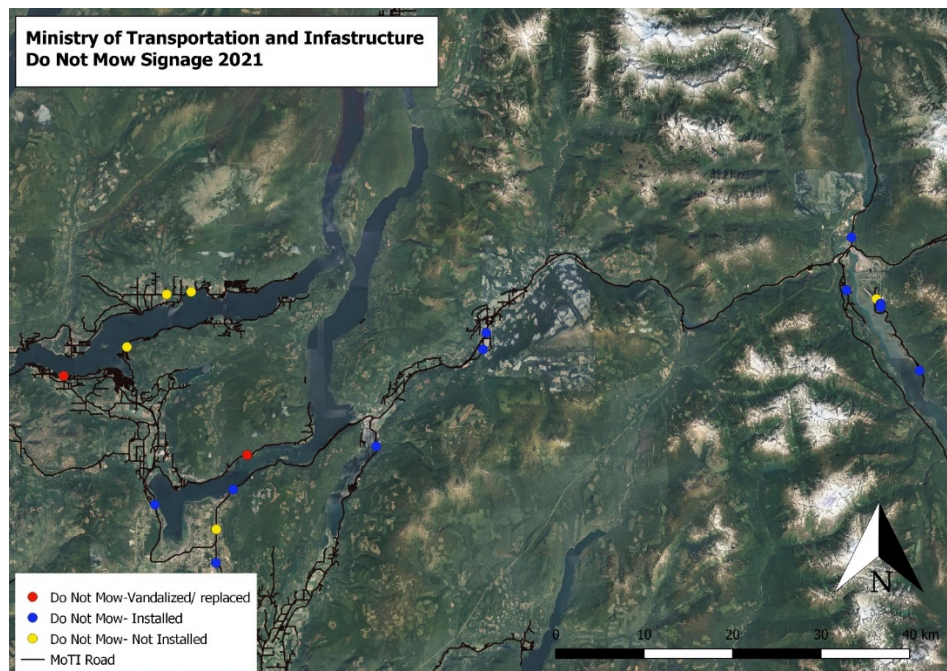 Ministry of Transportation and Infastructure
Do Not Mow Signage 2021
N
Do Not Mow-Vandalized/ replaced
Do Not Mow- Installed
Do Not Mow- Not Installed
MoTI Road
0 10 20 30 40 km